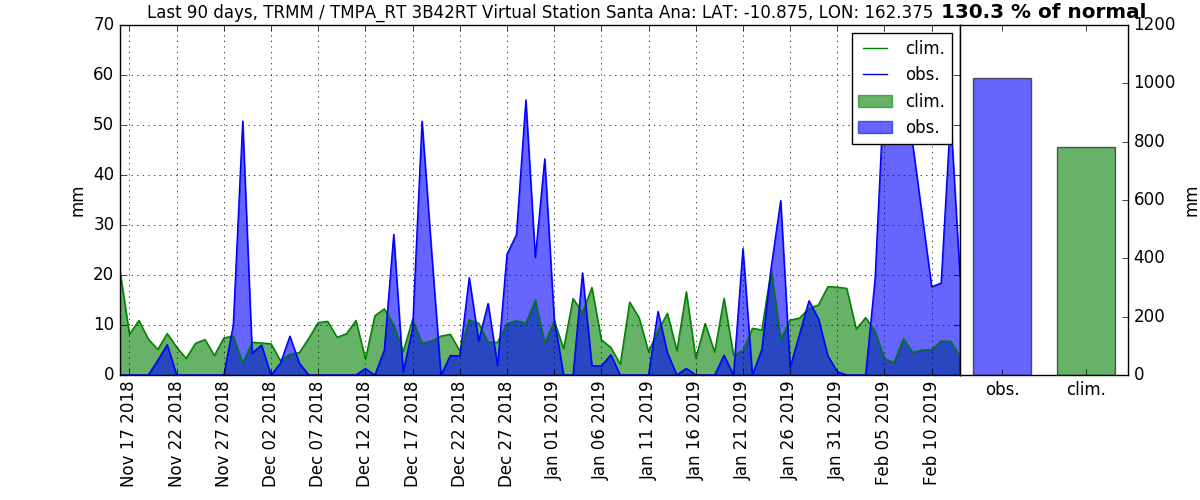 Last 90 days, TRMM / TMPA_RT 3B42RT Virtual Station Santa Ana: LAT: -10.875, LON: 162.375 130.3 % of normal
70
60
50
40
30
20
10
0
mm
clim.
obs.
clim.
obs.
Nov 17 2018
Nov 22 2018
Nov 27 2018
Dec 02 2018
Dec 07 2018
Dec 12 2018
Dec 17 2018
Dec 22 2018
Dec 27 2018
Jan 01 2019
Jan 06 2019
Jan 11 2019
Jan 16 2019
Jan 21 2019
Jan 26 2019
Jan 31 2019
Feb 05 2019
Feb 10 2019
1200
1000
800
600
400
200
0
mm
obs.
clim.